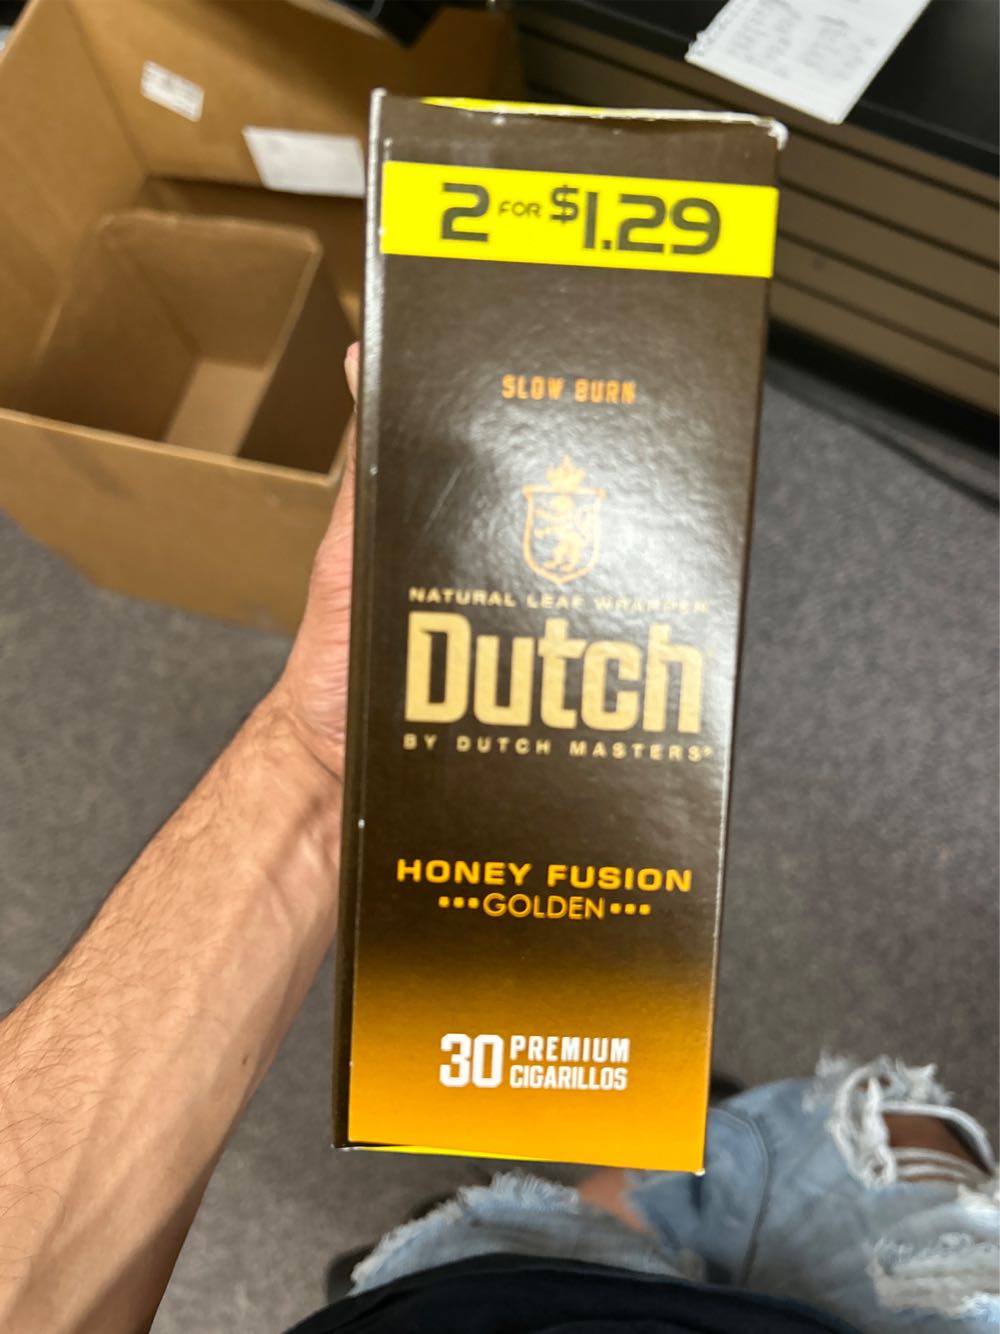 2 FOR $1.29
SLOW BURN
NATURAL LEAF WRAPPER
Dutch
BY DUTCH MASTERS®
HONEY FUSION
•••GOLDEN•••
30 PREMIUM
CIGARILLOS